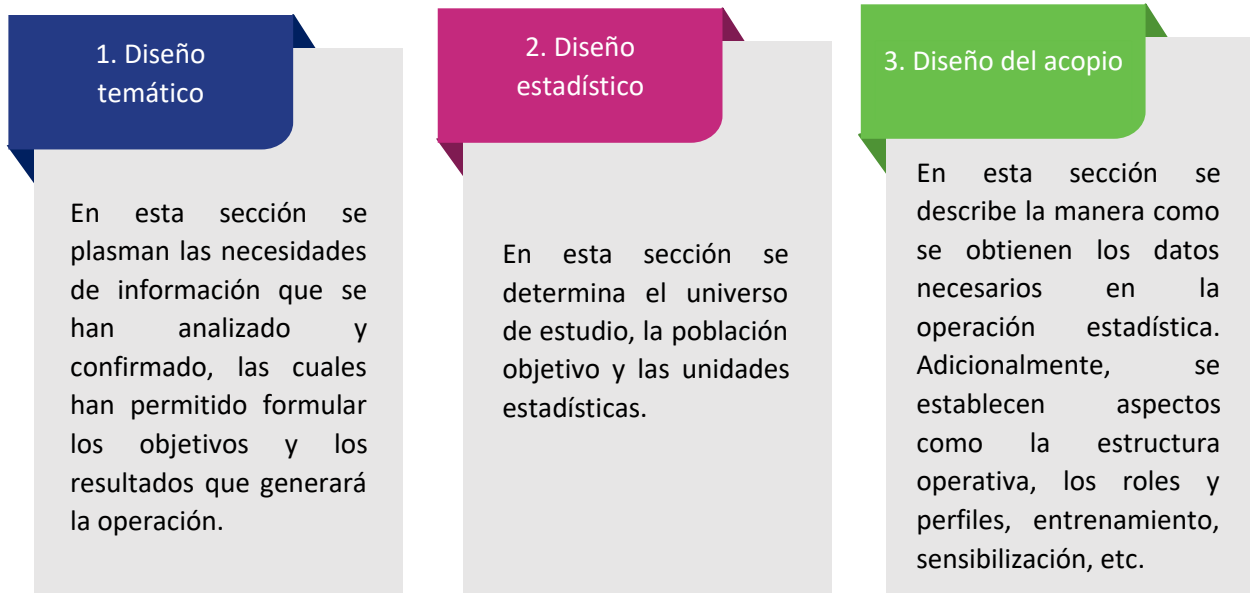 1. Diseño
temático
En esta sección se
plasman las necesidades
de información que se
han analizado y
confirmado, las cuales
han permitido formular
los objetivos y los
resultados que generará
la operación.
2. Diseño
estadístico
En esta sección se
determina el universo
de estudio, la población
objetivo y las unidades
estadísticas.
3. Diseño del acopio
En esta sección se
describe la manera como
se obtienen los datos
necesarios en la
operación estadística.
Adicionalmente, se
establecen aspectos
como la estructura
operativa, los roles y
perfiles, entrenamiento,
sensibilización, etc.